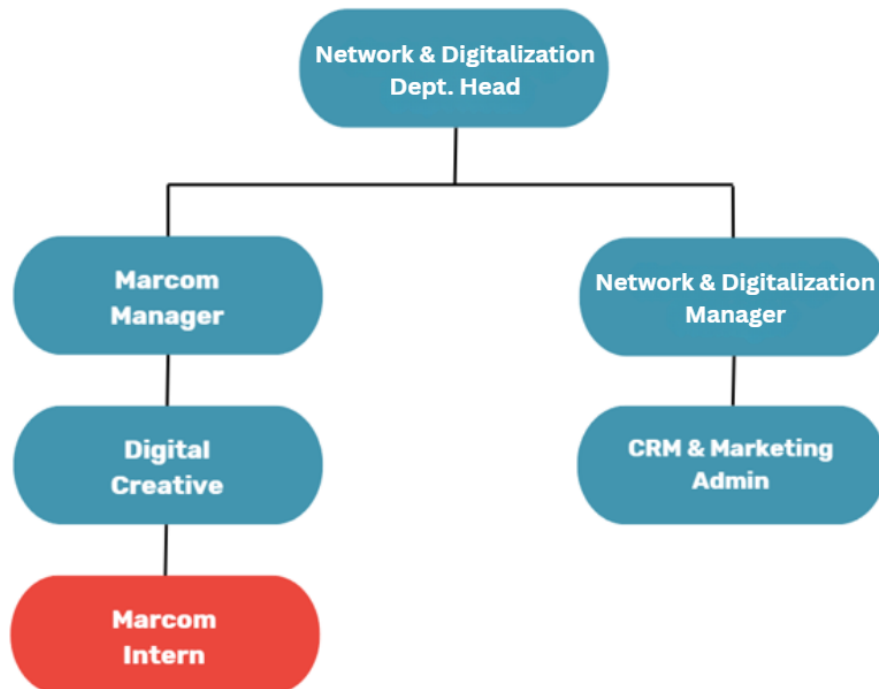 Network & Digitalization
Dept. Head
Marcom
Manager
Network & Digitalization
Manager
Digital
Creative
CRM & Marketing
Admin
Marcom
Intern